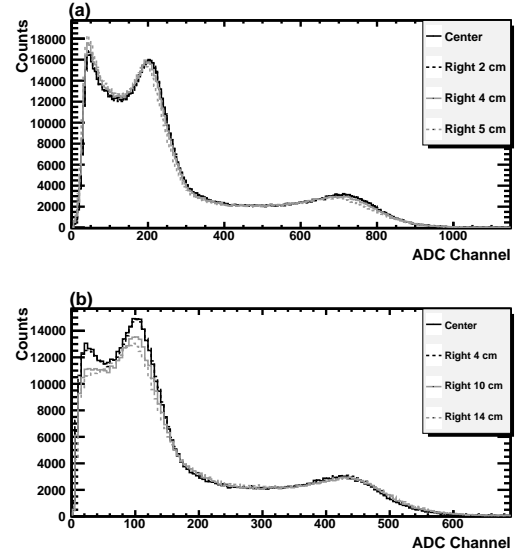 (a)
Counts
18000
16000
14000
12000
10000
8000
6000
4000
2000
0
0 200 400 600 800 1000
ADC Channel
Center
Right 2 cm
Right 4 cm
Right 5 cm
(b)
Counts
14000
12000
10000
8000
6000
4000
2000
0
0 100 200 300 400 500 600
ADC Channel
Center
Right 4 cm
Right 10 cm
Right 14 cm